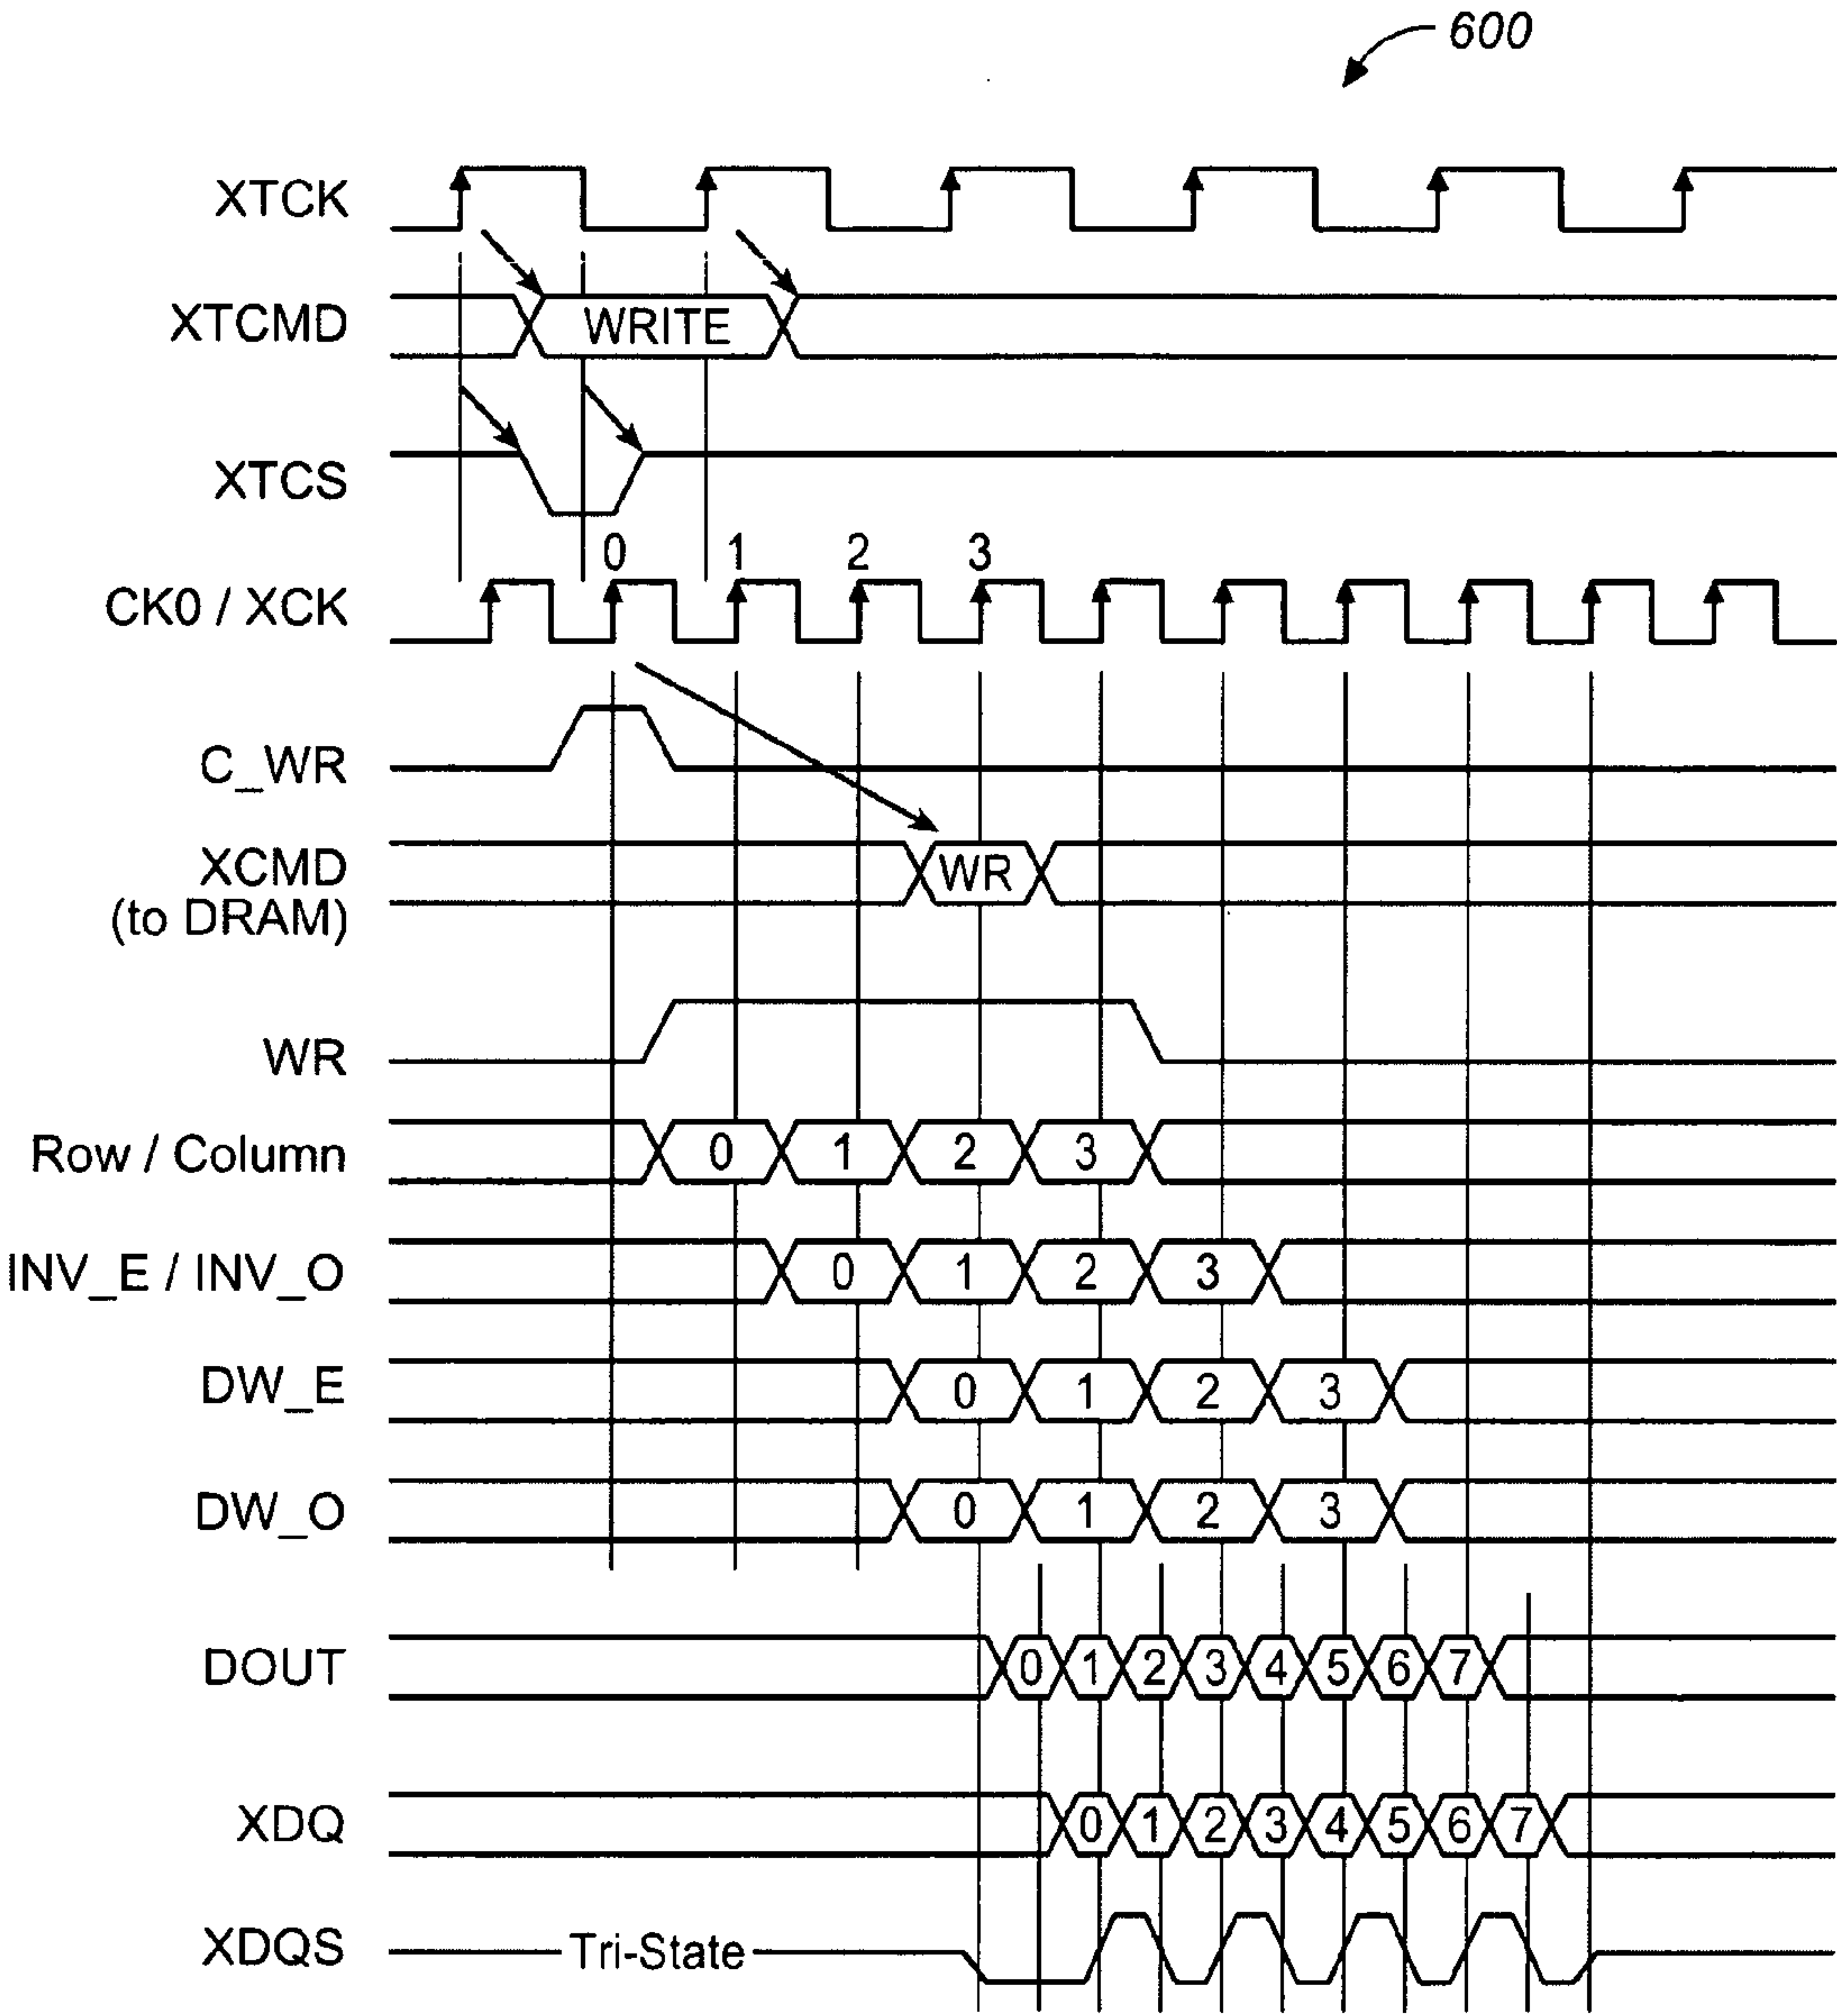 600
XTCK
XTCMD WRITE
XTCS
0 1 2 3
CK0 / XCK
C_WR
XCMD WR
(to DRAM)
WR
Row / Column 0 1 2 3
INV_E / INV_O 0 1 2 3
DW_E 0 1 2 3
DW_O 0 1 2 3
DOUT 0 1 2 3 4 5 6 7
XDQ 0 1 2 3 4 5 6 7
XDQS Tri-State